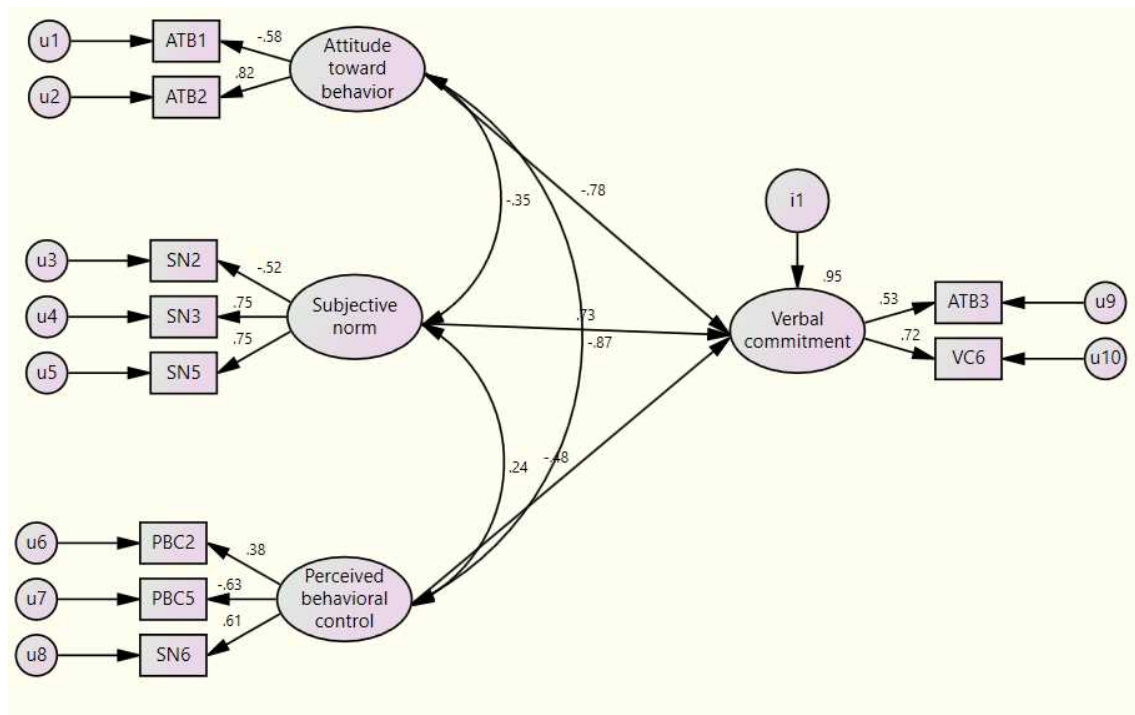 u1
ATB1
-.58
Attitude
toward
behavior
u2
ATB2
.82
-.35
-.78
i1
u3
SN2
-.52
u4
SN3
.75
Subjective
norm
.73
-.87
.95
Verbal
commitment
.53
ATB3
u9
u5
SN5
.75
.72
VC6
u10
.24
-.48
u6
PBC2
.38
u7
PBC5
-.63
Perceived
behavioral
control
u8
SN6
.61